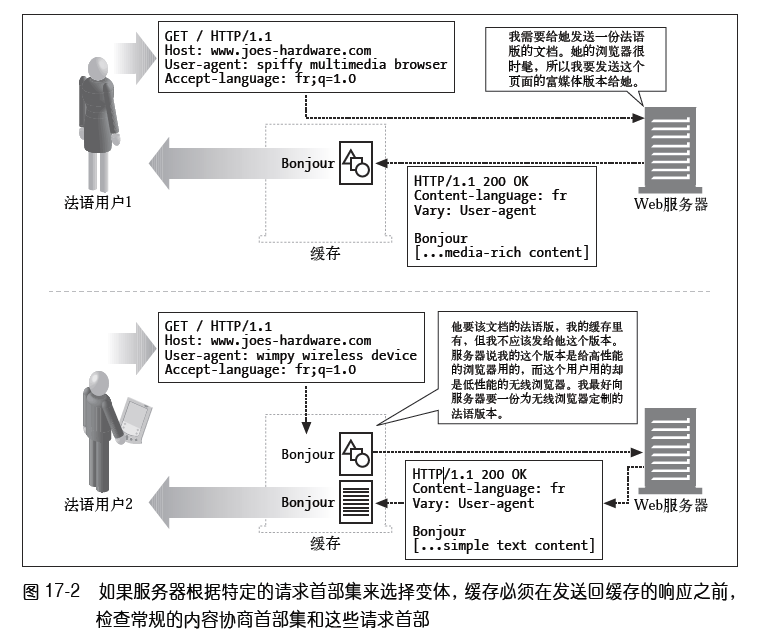 GET / HTTP/1.1
Host: www.joes-hardware.com
User-agent: spiffy multimedia browser
Accept-language: fr;q=1.0
我需要给她发送一份法语
版的文档。她的浏览器很
时髦，所以我要发送这个
页面的富媒体版本给她。
Bonjour
HTTP/1.1 200 OK
Content-language: fr
Vary: User-agent
Bonjour
[...media-rich content]
法语用户1
缓存
Web服务器
GET / HTTP/1.1
Host: www.joes-hardware.com
User-agent: wimpy wireless device
Accept-language: fr;q=1.0
他要该文档的法语版，我的缓存里
有，但我不应该发给他这个版本。
服务器说我的这个版本是给高性能
的浏览器用的，而这个用户用的却
是低性能的无线浏览器。我最好向
服务器要一份为无线浏览器定制的
法语版本。
Bonjour
Bonjour
HTTP/1.1 200 OK
Content-language: fr
Vary: User-agent
Bonjour
[...simple text content]
法语用户2
缓存
Web服务器
图 17-2 如果服务器根据特定的请求首部集来选择变体，缓存必须在发送回缓存的响应之前，
检查常规的内容协商首部集和这些请求首部